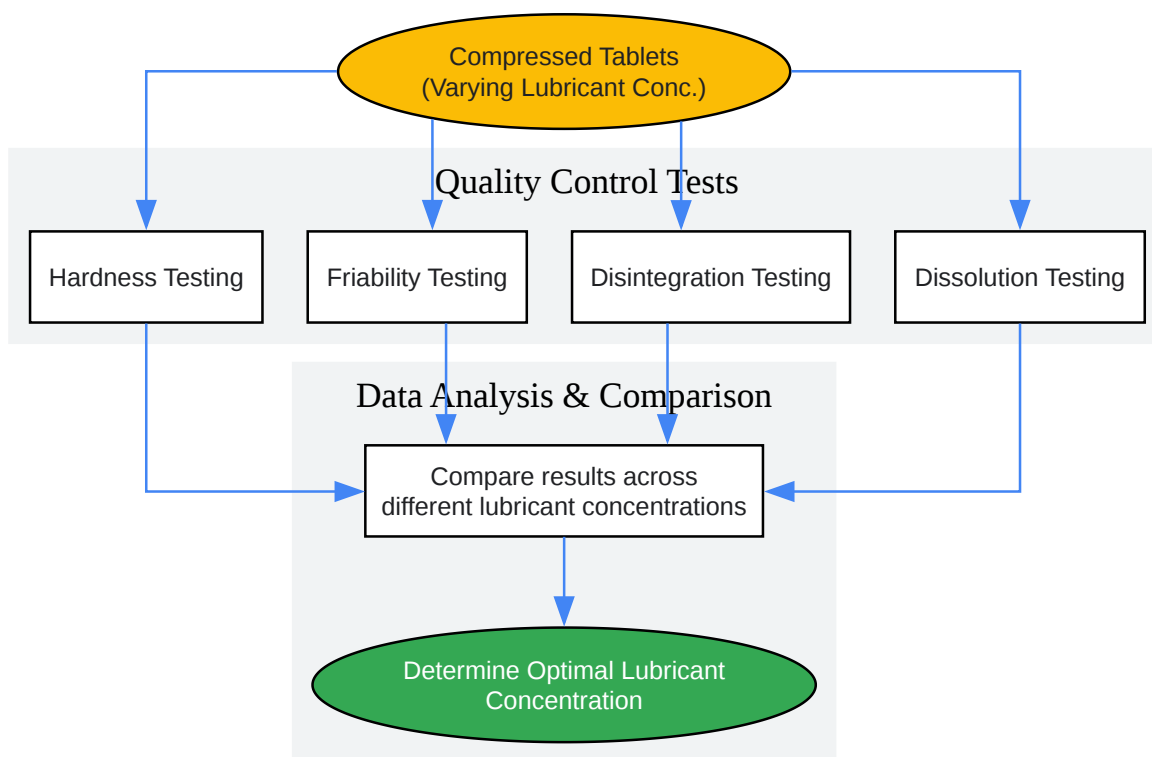 Compressed Tablets
(Varying Lubricant Conc.)
Quality Control Tests
Hardness Testing
Friability Testing
Disintegration Testing
Dissolution Testing
Data Analysis & Comparison
Compare results across
different lubricant concentrations
Determine Optimal Lubricant
Concentration